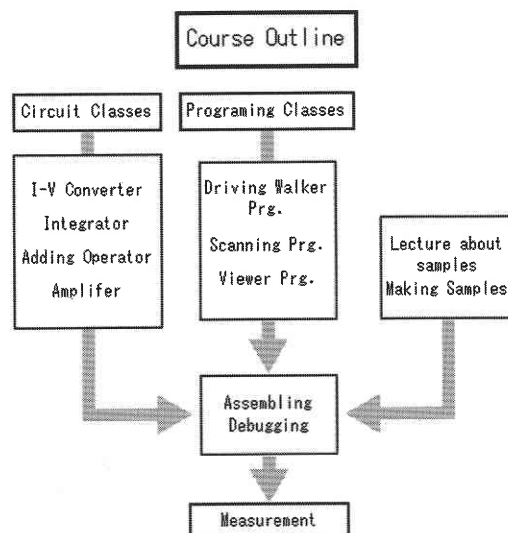 Course Outline
Circuit Classes
Programing Classes
I-V Converter
Integrator
Adding Operator
Amplifer
Driving Walker
Prg.
Scanning Prg.
Viewer Prg.
Lecture about
samples
Making Samples
Assembling
Debugging
Measurement